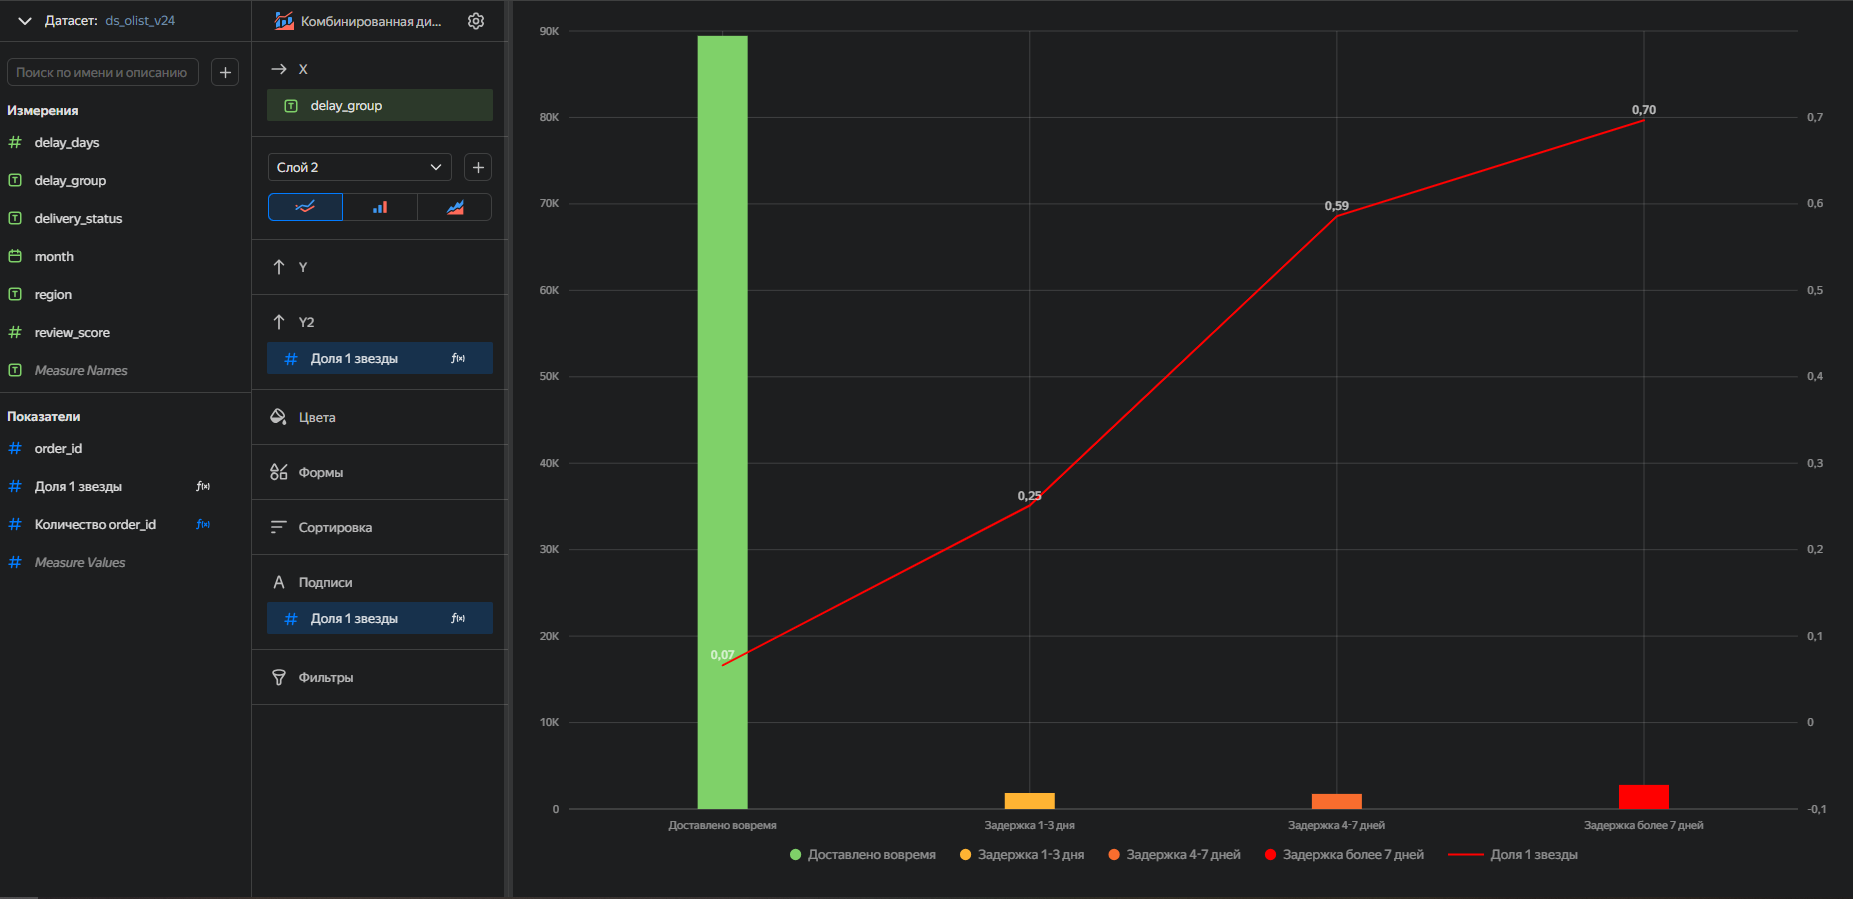 Датасет: ds_olist_v24
Поиск по имени и описанию
Измерения
delay_days
delay_group
delivery_status
month
region
review_score
Measure Names
Показатели
order_id
Доля 1 звезды
Количество order_id
Measure Values
Комбинированная ди...
X
delay_group
Слой 2
Y
Y2
Доля 1 звезды
Цвета
Формы
Сортировка
Подписи
Доля 1 звезды
Фильтры
90K
80K
70K
60K
50K
40K
30K
20K
10K
0
0,07
0,25
0,59
0,70
0,7
0,6
0,5
0,4
0,3
0,2
0,1
0
-0,1
Доставлено вовремя
Задержка 1-3 дня
Задержка 4-7 дней
Задержка более 7 дней
Доставлено вовремя Задержка 1-3 дня Задержка 4-7 дней Задержка более 7 дней Доля 1 звезды